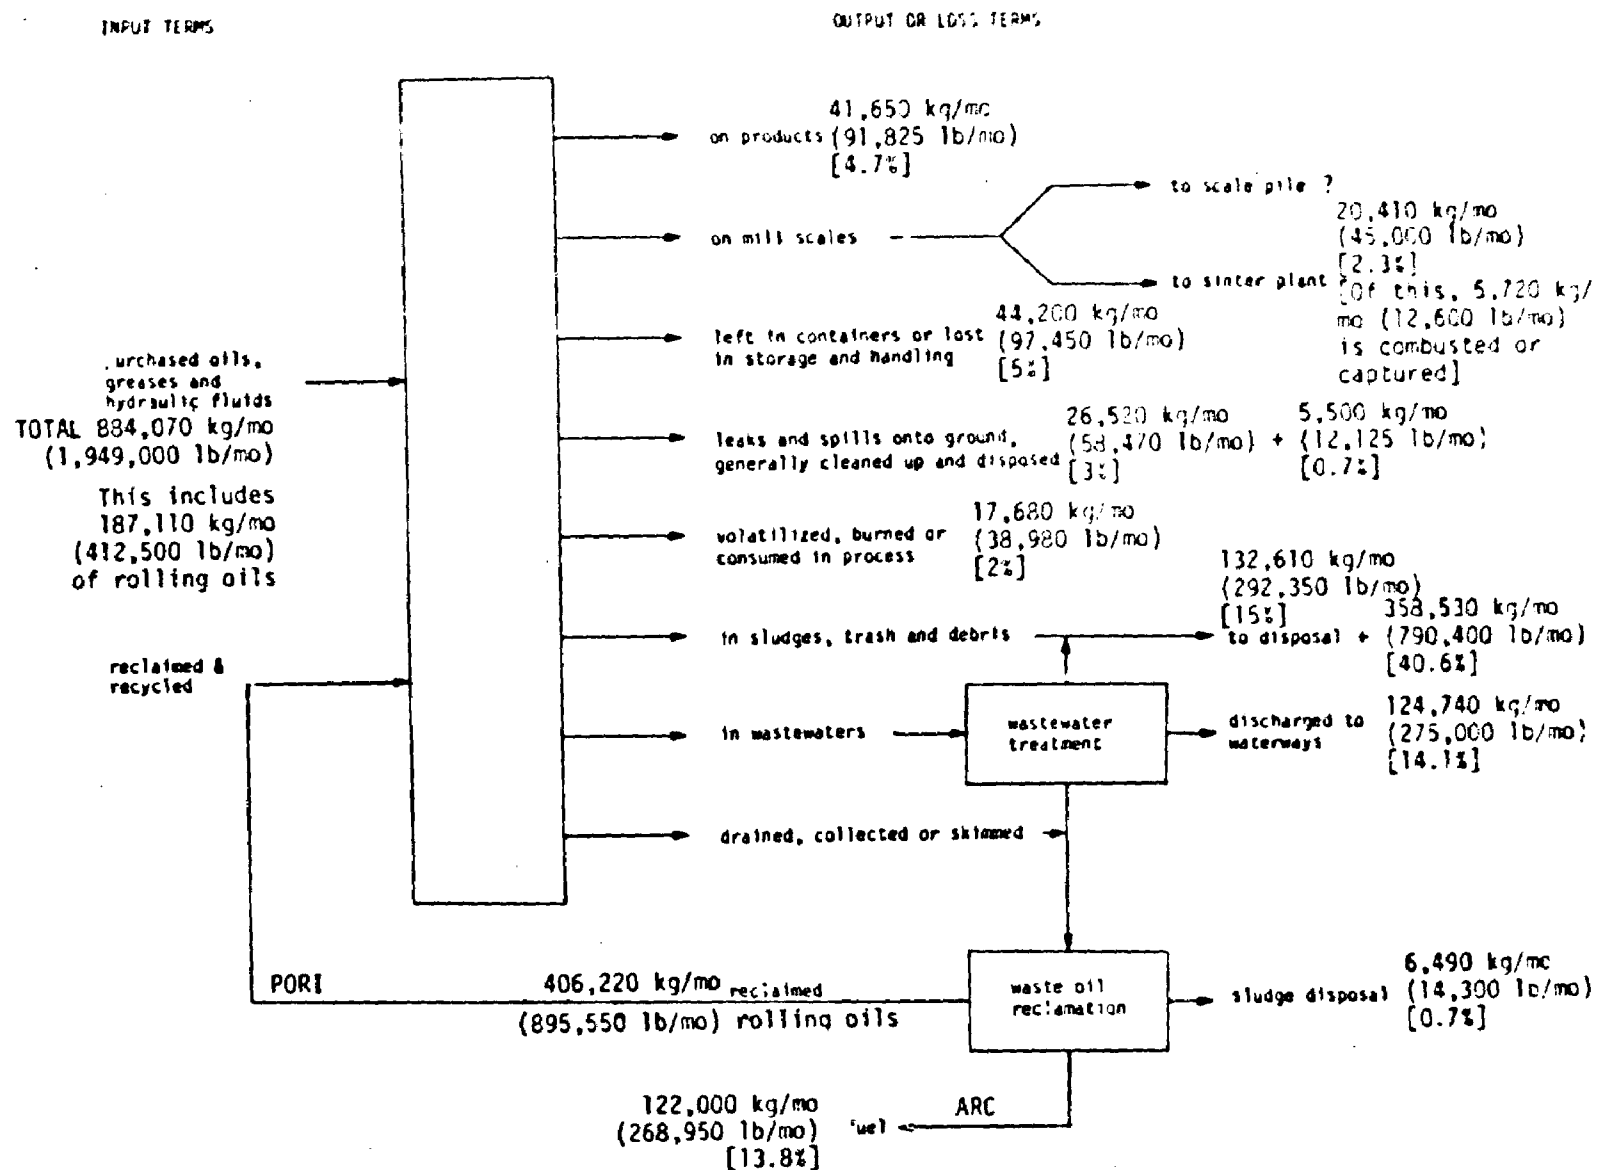 INPUT TERMS
OUTPUT OR LOSS TERMS
41,650 kg/mo
on products (91,825 lb/mo)
[4.7%]
to scale pile ?
20,410 kg/mo
(45,000 lb/mo)
[2.3%]
on mill scales
to sinter plant
[Of this, 5,720 kg/
mo (12,600 lb/mo)
is combusted or
captured]
44,200 kg/mo
left in containers or lost (97,450 lb/mo)
in storage and handling [5%]
.urchased oils,
greases and
hydraulic fluids
TOTAL 884,070 kg/mo
(1,949,000 lb/mo)
This includes
187,110 kg/mo
(412,500 lb/mo)
of rolling oils
26,520 kg/mo 5,500 kg/mo
leaks and spills onto ground, (58,470 lb/mo) + (12,125 lb/mo)
generally cleaned up and disposed [3%] [0.7%]
17,680 kg/mo
volatilized, burned or (38,980 lb/mo)
consumed in process [2%]
132,610 kg/mo
(292,350 lb/mo)
[15%] 358,530 kg/mo
in sludges, trash and debris to disposal + (790,400 lb/mo)
[40.6%]
reclaimed &
recycled
in wastewaters
wastewater
treatment
124,740 kg/mo
discharged to (275,000 lb/mo)
waterways [14.1%]
drained, collected or skimmed
PORI 406,220 kg/mo reclaimed
(895,550 lb/mo) rolling oils
waste oil
reclamation
6,490 kg/mo
sludge disposal (14,300 lb/mo)
[0.7%]
122,000 kg/mo
(268,950 lb/mo) fuel ARC
[13.8%]